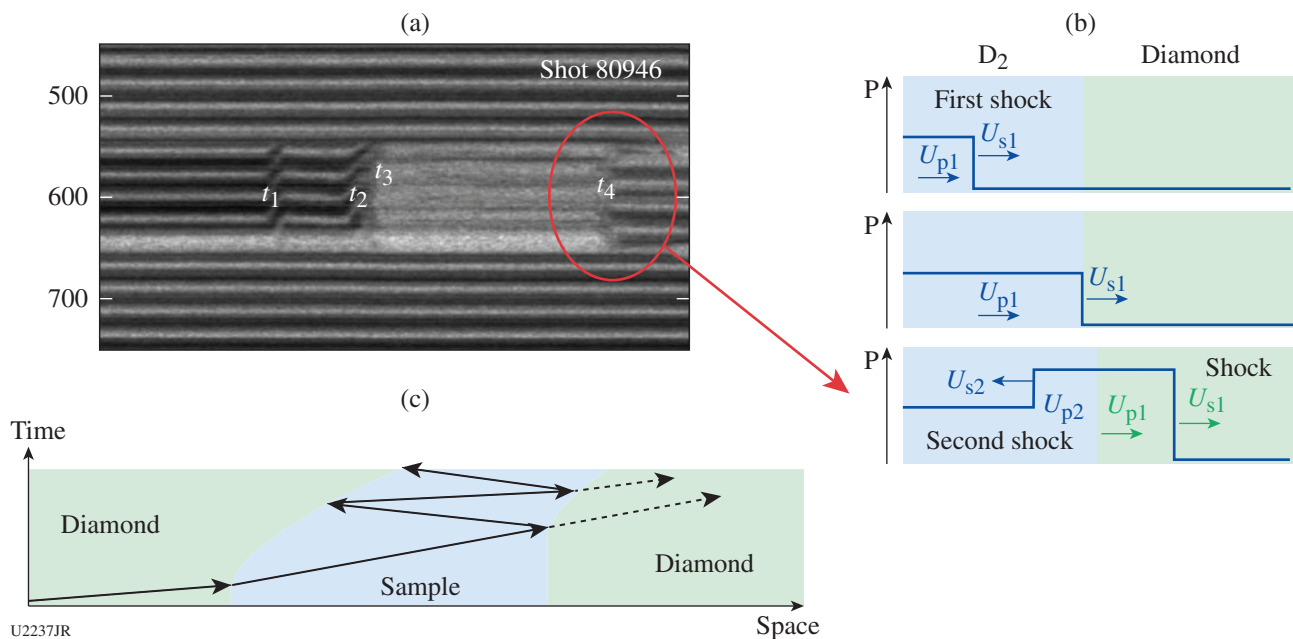 (a)
Shot 80946
500
600
700
t1
t2
t3
t4
(b)
D2
Diamond
P
First shock
Us1
Up1
Us1
Up1
P
Shock
Us2
Up2
Up1
Us1
Second shock
(c)
Time
Diamond
Sample
Diamond
Space
U2237JR